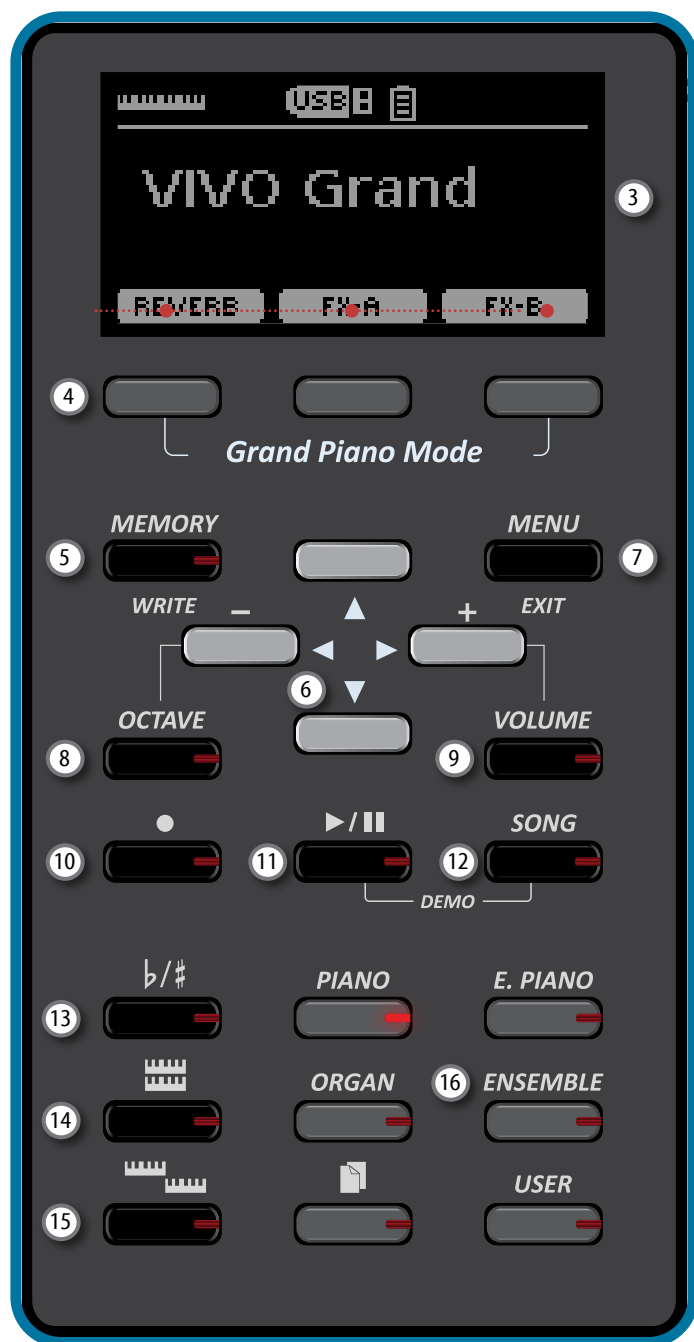 USB
VIVO Grand
3
REVERB FX-A FX-B
4
Grand Piano Mode
MEMORY MENU
5 7
WRITE − + EXIT
6
OCTAVE VOLUME
8 9
●  ▶/❚❚ SONG
10 11 12
DEMO
♭/♯ PIANO E. PIANO
13
ORGAN 16 ENSEMBLE
14
USER
15